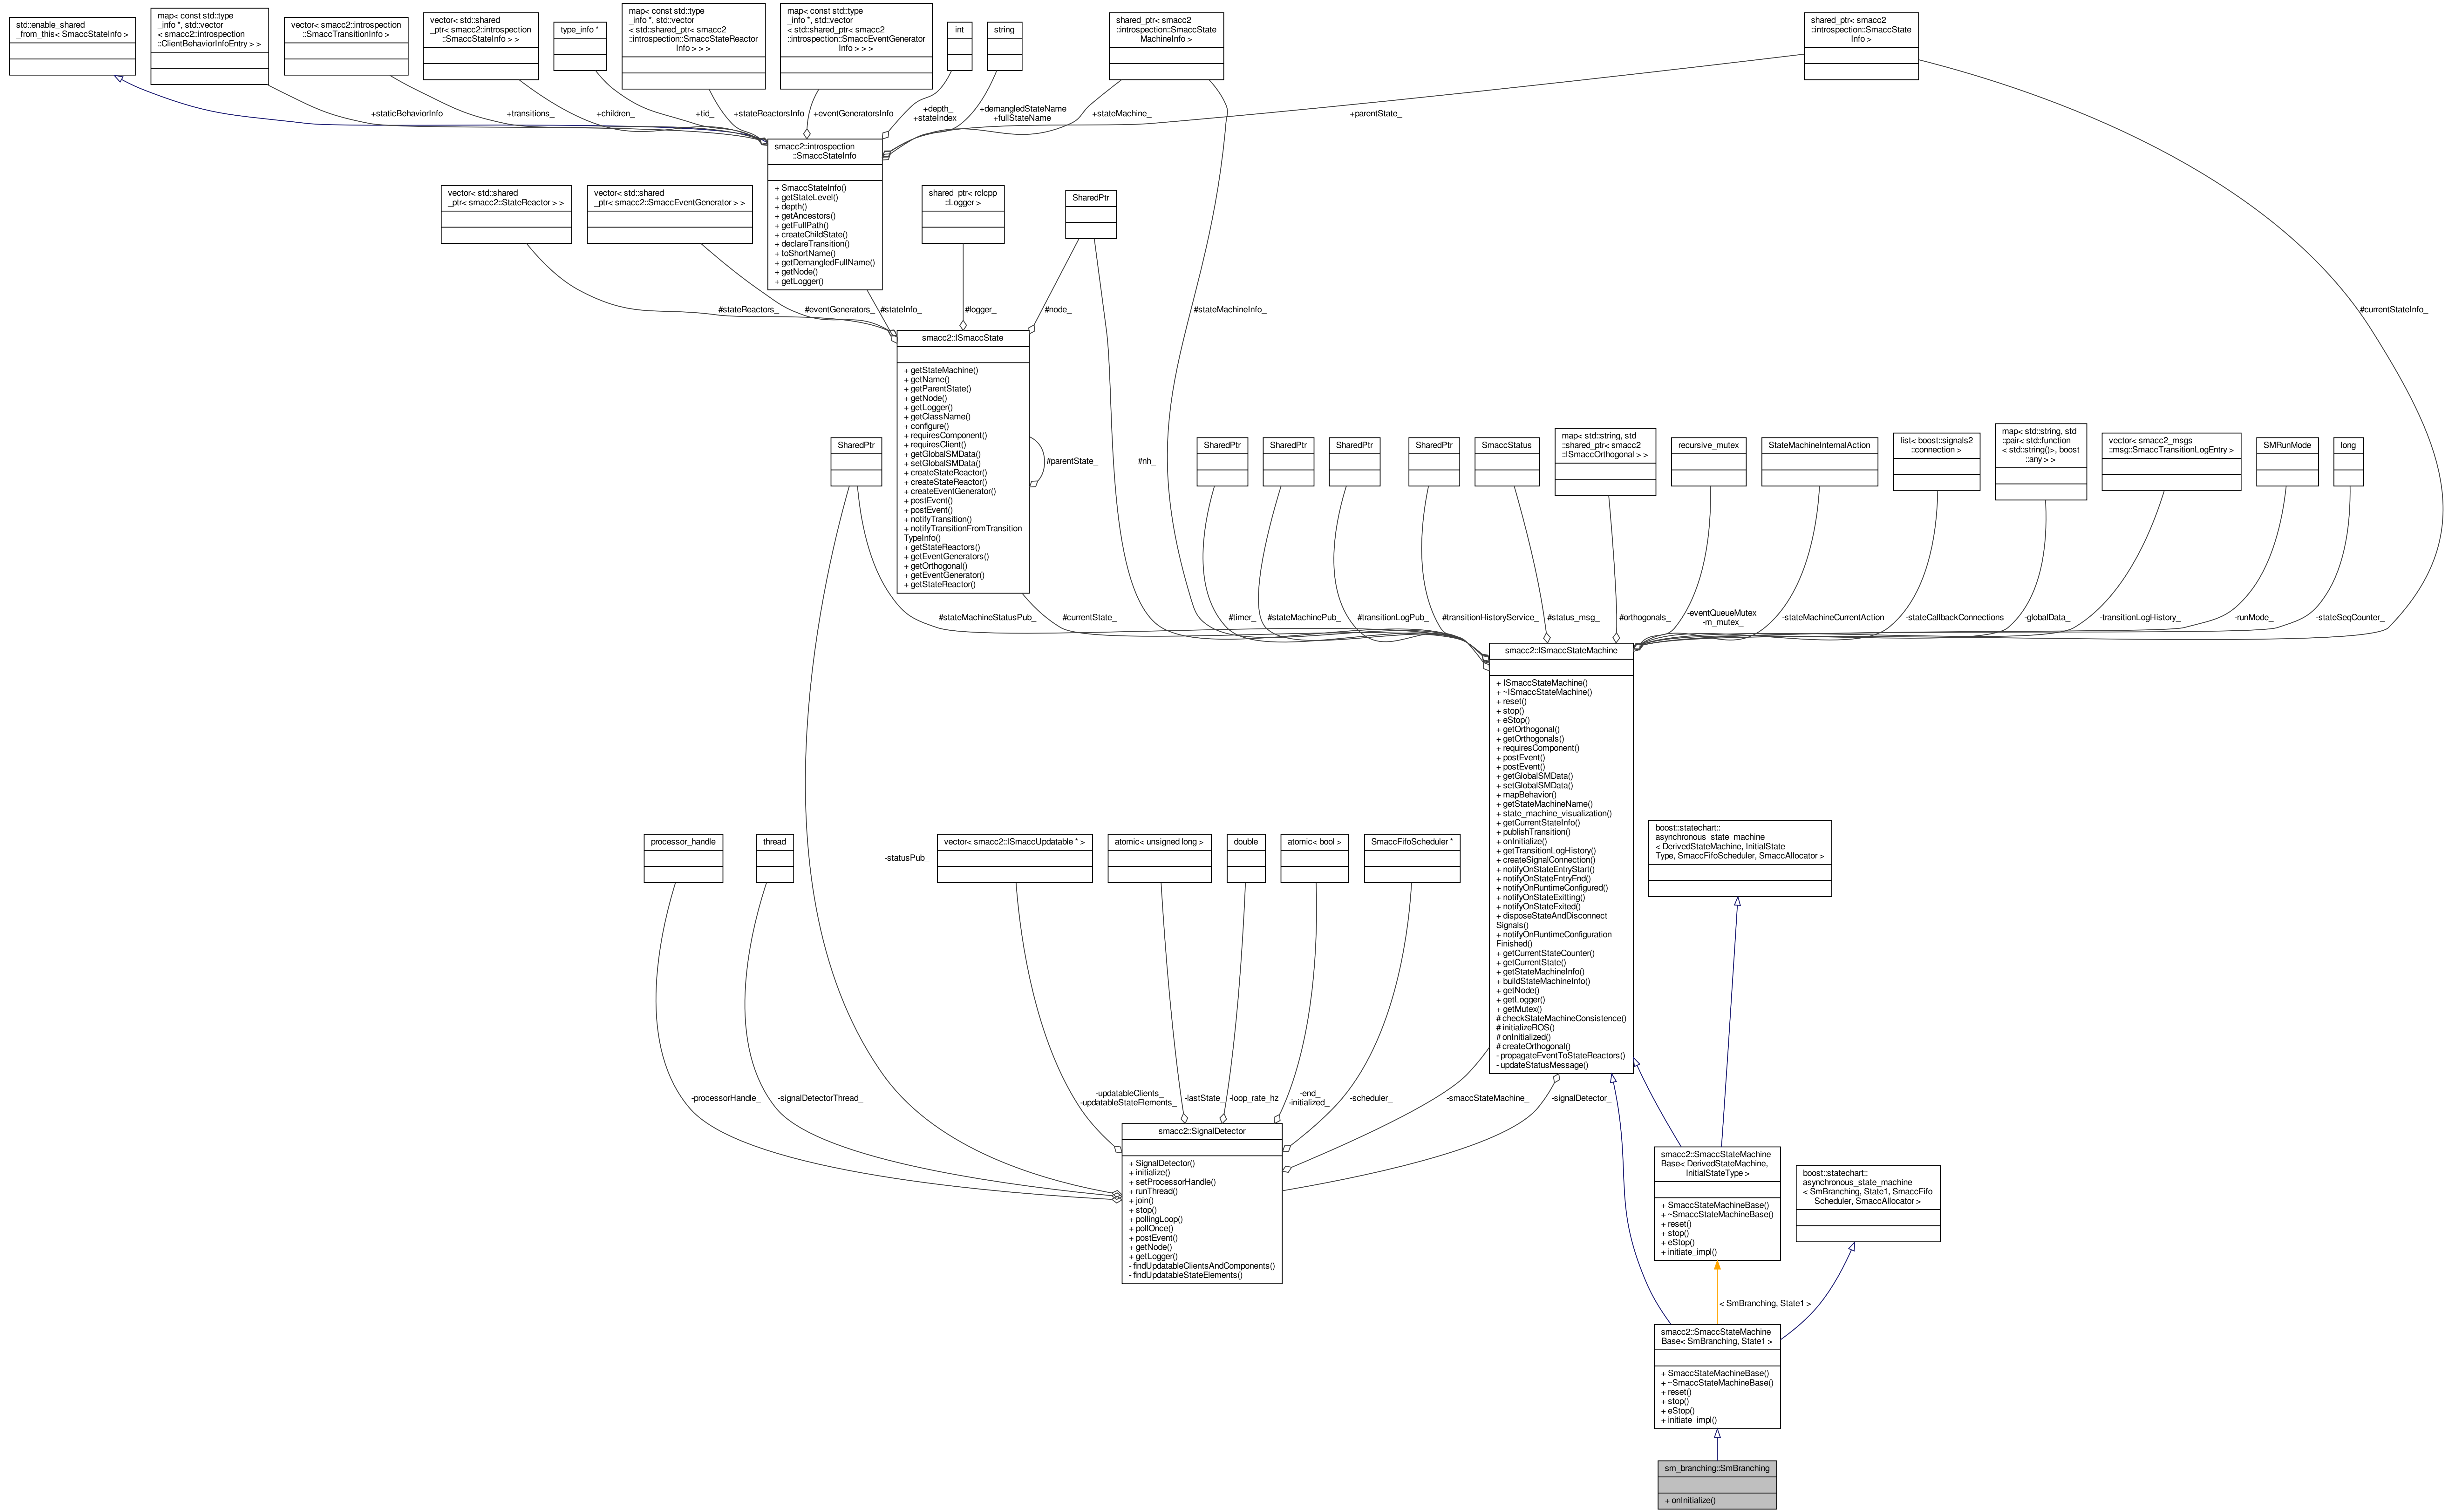 std::enable_shared
_from_this< SmaccStateInfo >
map< const std::type
_info *, std::vector
< smacc2::introspection
::ClientBehaviorInfoEntry > >
vector< smacc2::introspection
::SmaccTransitionInfo >
vector< std::shared
_ptr< smacc2::introspection
::SmaccStateInfo > >
type_info *
map< const std::type
_info *, std::vector
< std::shared_ptr< smacc2
::introspection::SmaccStateReactor
Info > > >
map< const std::type
_info *, std::vector
< std::shared_ptr< smacc2
::introspection::SmaccEventGenerator
Info > > >
int
string
shared_ptr< smacc2
::introspection::SmaccState
MachineInfo >
shared_ptr< smacc2
::introspection::SmaccState
Info >
+staticBehaviorInfo
+transitions_
+children_
+tid_
+stateReactorsInfo
+eventGeneratorsInfo
+depth_
+stateIndex_
+demangledStateName
+fullStateName
+stateMachine_
+parentState_
smacc2::introspection
::SmaccStateInfo
+ SmaccStateInfo()
+ getStateLevel()
+ depth()
+ getAncestors()
+ getFullPath()
+ createChildState()
+ declareTransition()
+ toShortName()
+ getDemangledFullName()
+ getNode()
+ getLogger()
vector< std::shared
_ptr< smacc2::StateReactor > >
vector< std::shared
_ptr< smacc2::SmaccEventGenerator > >
shared_ptr< rclcpp
::Logger >
SharedPtr
#stateReactors_
#eventGenerators_
#stateInfo_
#logger_
#node_
#stateMachineInfo_
#currentStateInfo_
smacc2::ISmaccState
+ getStateMachine()
+ getName()
+ getParentState()
+ getNode()
+ getLogger()
+ getClassName()
+ configure()
+ requiresComponent()
+ requiresClient()
+ getGlobalSMData()
+ setGlobalSMData()
+ createStateReactor()
+ createStateReactor()
+ createEventGenerator()
+ postEvent()
+ postEvent()
+ notifyTransition()
+ notifyTransitionFromTransition
TypeInfo()
+ getStateReactors()
+ getEventGenerators()
+ getOrthogonal()
+ getEventGenerator()
+ getStateReactor()
#parentState_
#nh_
SharedPtr
SharedPtr
SharedPtr
SharedPtr
SharedPtr
SmaccStatus
map< std::string, std
::shared_ptr< smacc2
::ISmaccOrthogonal > >
recursive_mutex
StateMachineInternalAction
list< boost::signals2
::connection >
map< std::string, std
::pair< std::function
< std::string()>, boost
::any > >
vector< smacc2_msgs
::msg::SmaccTransitionLogEntry >
SMRunMode
long
#stateMachineStatusPub_
#currentState_
#timer_
#stateMachinePub_
#transitionLogPub_
#transitionHistoryService_
#status_msg_
#orthogonals_
-eventQueueMutex_
-m_mutex_
-stateMachineCurrentAction
-stateCallbackConnections
-globalData_
-transitionLogHistory_
-runMode_
-stateSeqCounter_
smacc2::ISmaccStateMachine
+ ISmaccStateMachine()
+ ~ISmaccStateMachine()
+ reset()
+ stop()
+ eStop()
+ getOrthogonal()
+ getOrthogonals()
+ requiresComponent()
+ postEvent()
+ postEvent()
+ getGlobalSMData()
+ setGlobalSMData()
+ mapBehavior()
+ getStateMachineName()
+ state_machine_visualization()
+ getCurrentStateInfo()
+ publishTransition()
+ onInitialize()
+ getTransitionLogHistory()
+ createSignalConnection()
+ notifyOnStateEntryStart()
+ notifyOnStateEntryEnd()
+ notifyOnRuntimeConfigured()
+ notifyOnStateExitting()
+ notifyOnStateExited()
+ disposeStateAndDisconnect
Signals()
+ notifyOnRuntimeConfiguration
Finished()
+ getCurrentStateCounter()
+ getCurrentState()
+ getStateMachineInfo()
+ buildStateMachineInfo()
+ getNode()
+ getLogger()
+ getMutex()
# checkStateMachineConsistence()
# initializeROS()
# onInitialized()
# createOrthogonal()
- propagateEventToStateReactors()
- updateStatusMessage()
processor_handle
thread
-statusPub_
vector< smacc2::ISmaccUpdatable * >
atomic< unsigned long >
double
atomic< bool >
SmaccFifoScheduler *
boost::statechart::
asynchronous_state_machine
< DerivedStateMachine, InitialState
Type, SmaccFifoScheduler, SmaccAllocator >
-processorHandle_
-signalDetectorThread_
-updatableClients_
-updatableStateElements_
-lastState_
-loop_rate_hz
-end_
-initialized_
-scheduler_
-smaccStateMachine_
-signalDetector_
smacc2::SignalDetector
+ SignalDetector()
+ initialize()
+ setProcessorHandle()
+ runThread()
+ join()
+ stop()
+ pollingLoop()
+ pollOnce()
+ postEvent()
+ getNode()
+ getLogger()
- findUpdatableClientsAndComponents()
- findUpdatableStateElements()
smacc2::SmaccStateMachine
Base< DerivedStateMachine,
InitialStateType >
+ SmaccStateMachineBase()
+ ~SmaccStateMachineBase()
+ reset()
+ stop()
+ eStop()
+ initiate_impl()
boost::statechart::
asynchronous_state_machine
< SmBranching, State1, SmaccFifo
Scheduler, SmaccAllocator >
< SmBranching, State1 >
smacc2::SmaccStateMachine
Base< SmBranching, State1 >
+ SmaccStateMachineBase()
+ ~SmaccStateMachineBase()
+ reset()
+ stop()
+ eStop()
+ initiate_impl()
sm_branching::SmBranching
+ onInitialize()